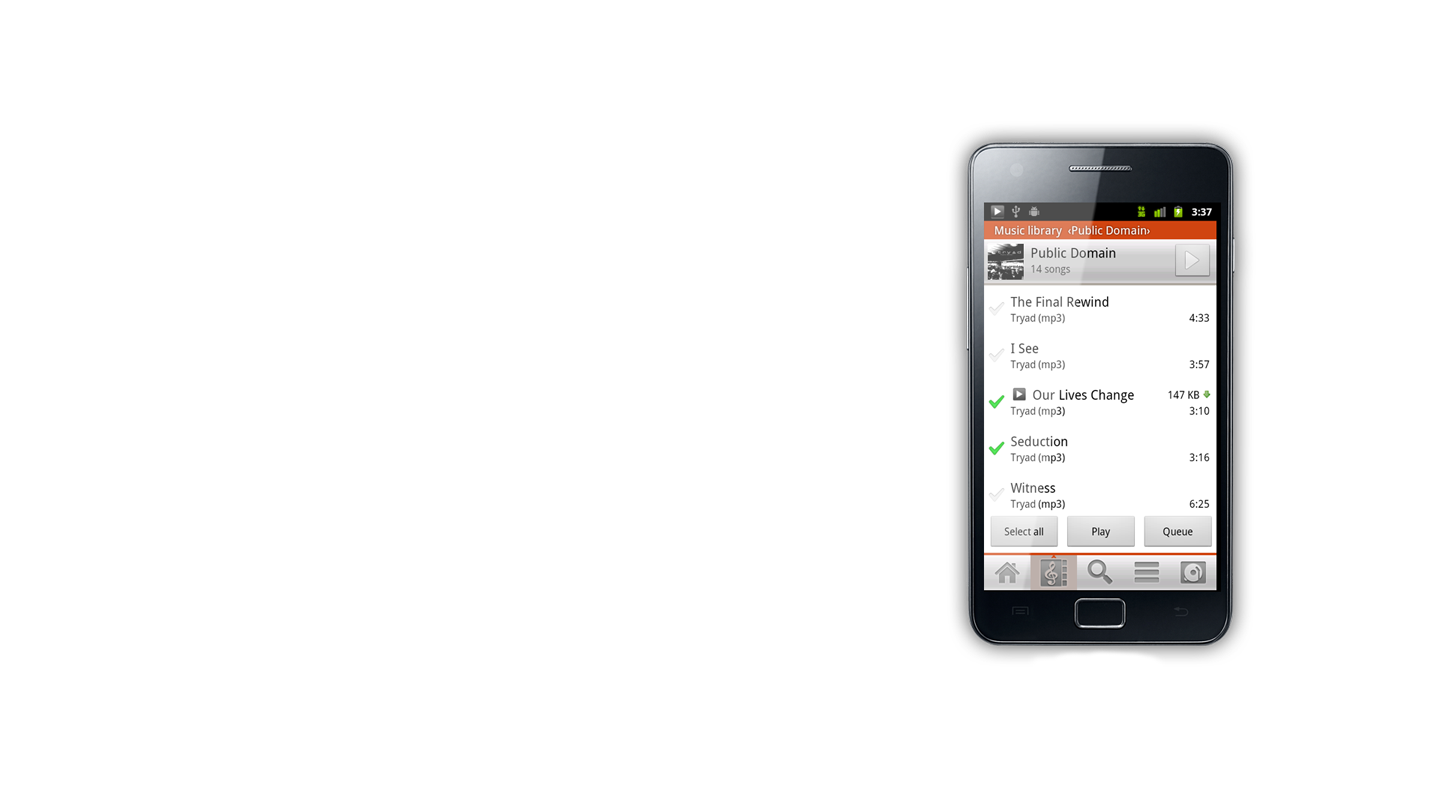 3G
3:37
Music library ‹Public Domain›
Public Domain
14 songs
The Final Rewind
Tryad (mp3) 4:33
I See
Tryad (mp3) 3:57
Our Lives Change 147 KB
Tryad (mp3) 3:10
Seduction
Tryad (mp3) 3:16
Witness
Tryad (mp3) 6:25
Select all Play Queue